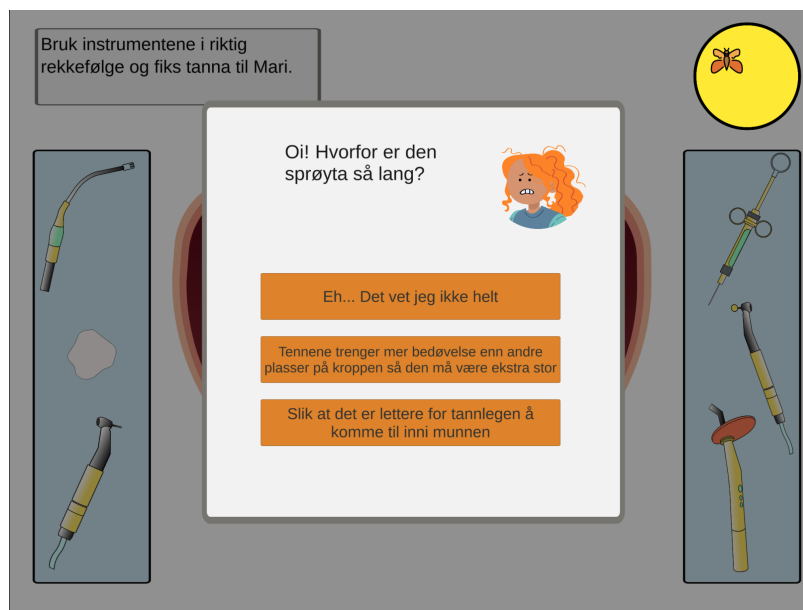 Bruk instrumentene i riktig
rekkefølge og fiks tanna til Mari.
Oi! Hvorfor er den
sprøyta så lang?
Eh... Det vet jeg ikke helt
Tennene trenger mer bedøvelse enn andre
plasser på kroppen så den må være ekstra stor
Slik at det er lettere for tannlegen å
komme til inni munnen